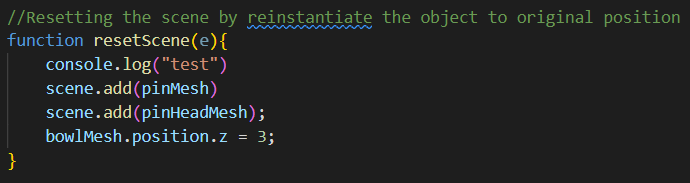 //Resetting the scene by reinstantiate the object to original position
function resetScene(e){
    console.log("test")
    scene.add(pinMesh)
    scene.add(pinHeadMesh);
    bowlMesh.position.z = 3;
}